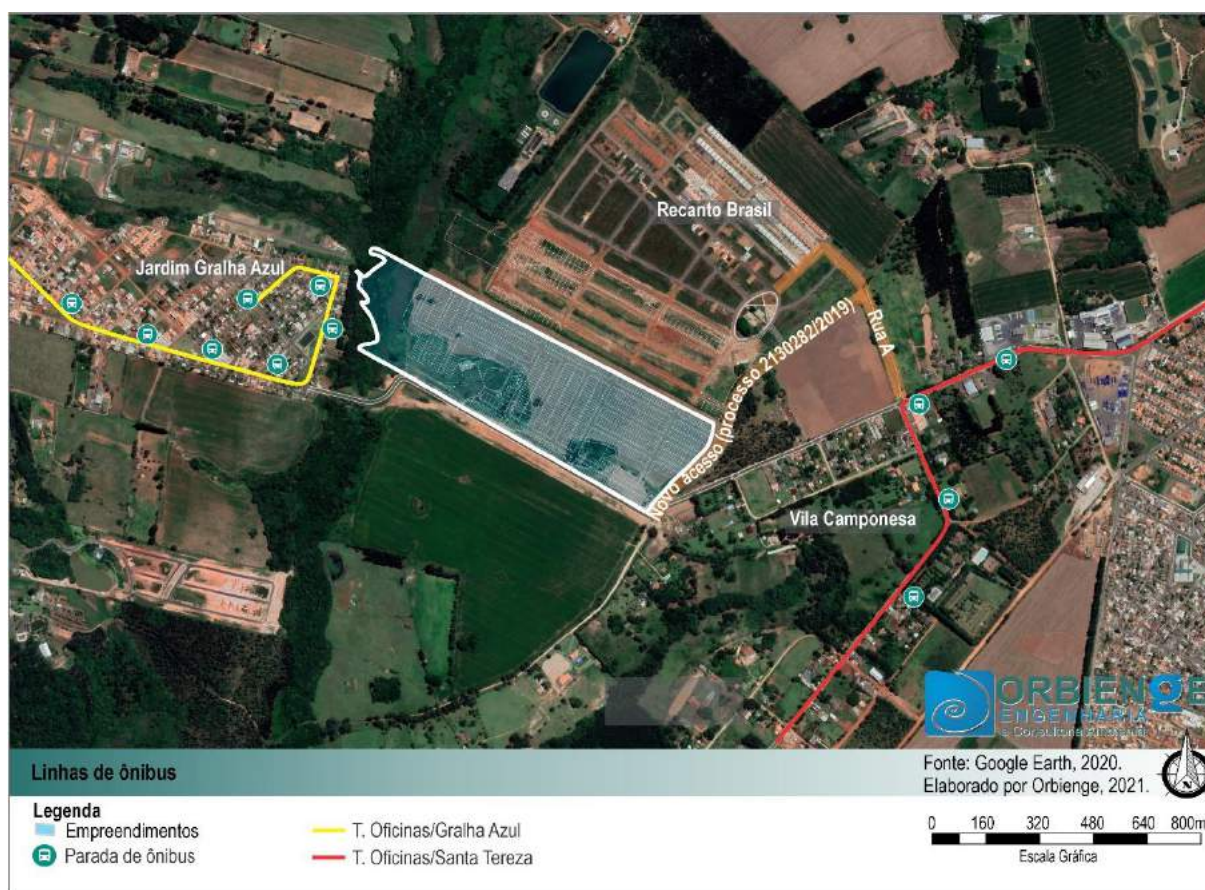 Recanto Brasil
Jardim Gralha Azul
Novo acesso (processo 2130282/2019)
Rua A
Vila Camponesa
ORBIENGE
ENGENHARIA
e Consultoria Ambiental
Linhas de ônibus
Fonte: Google Earth, 2020.
Elaborado por Orbienge, 2021.
N
Legenda
Empreendimentos
Parada de ônibus
T. Oficinas/Gralha Azul
T. Oficinas/Santa Tereza
0 160 320 480 640 800m
Escala Gráfica